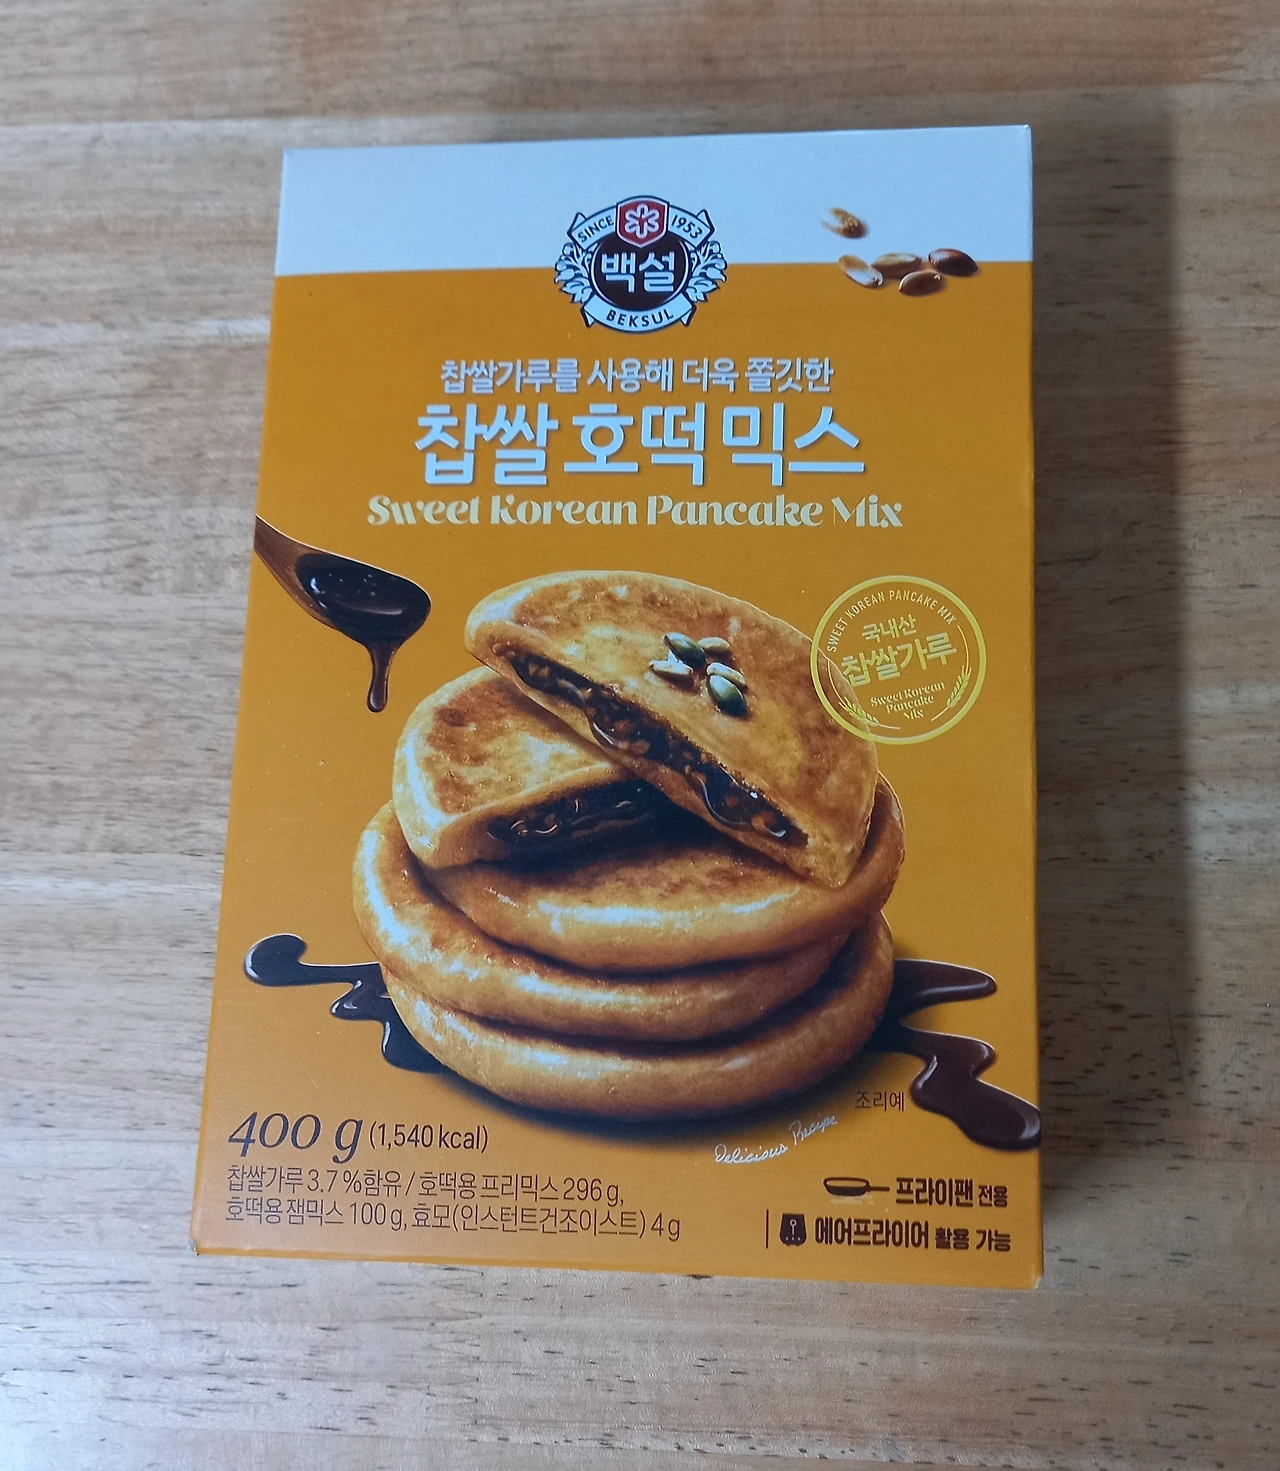 SINCE 1953
백설
BEKSUL
찹쌀가루를 사용해 더욱 쫄깃한
찹쌀호떡믹스
Sweet Korean Pancake Mix
SWEET KOREAN PANCAKE MIX
국내산
찹쌀가루
Sweet Korean
Pancake
Mix
조리예
Delicious Recipe
400 g (1,540 kcal)
찹쌀가루 3.7 % 함유 / 호떡용 프리믹스 296 g,
호떡용 잼믹스 100 g, 효모(인스턴트건조이스트) 4 g
프라이팬 전용
에어프라이어 활용 가능